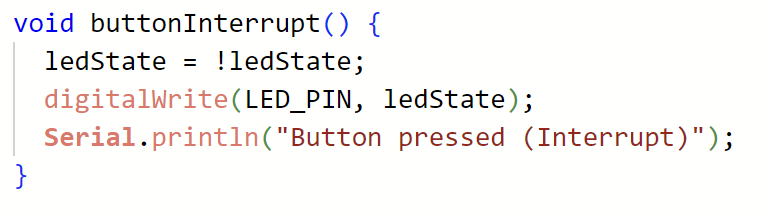 void buttonInterrupt() {
  ledState = !ledState;
  digitalWrite(LED_PIN, ledState);
  Serial.println("Button pressed (Interrupt)");
}